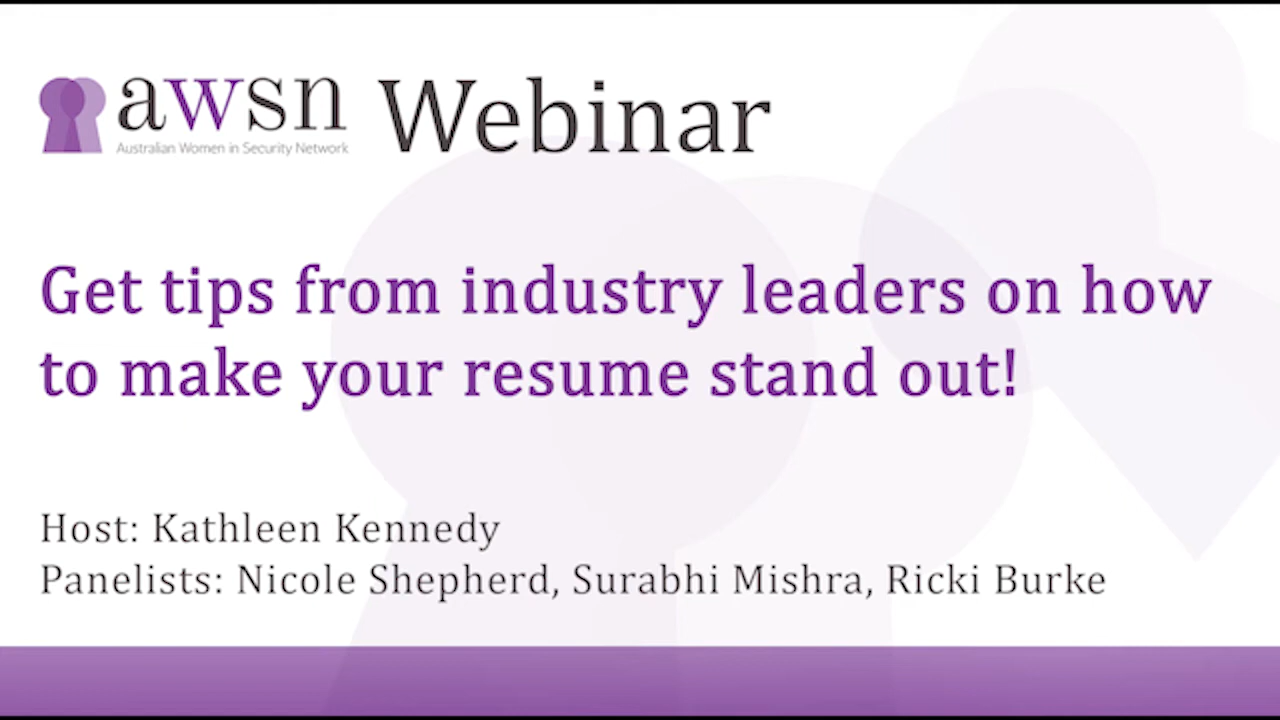 awsn Webinar
Australian Women in Security Network
Get tips from industry leaders on how
to make your resume stand out!
Host: Kathleen Kennedy
Panelists: Nicole Shepherd, Surabhi Mishra, Ricki Burke